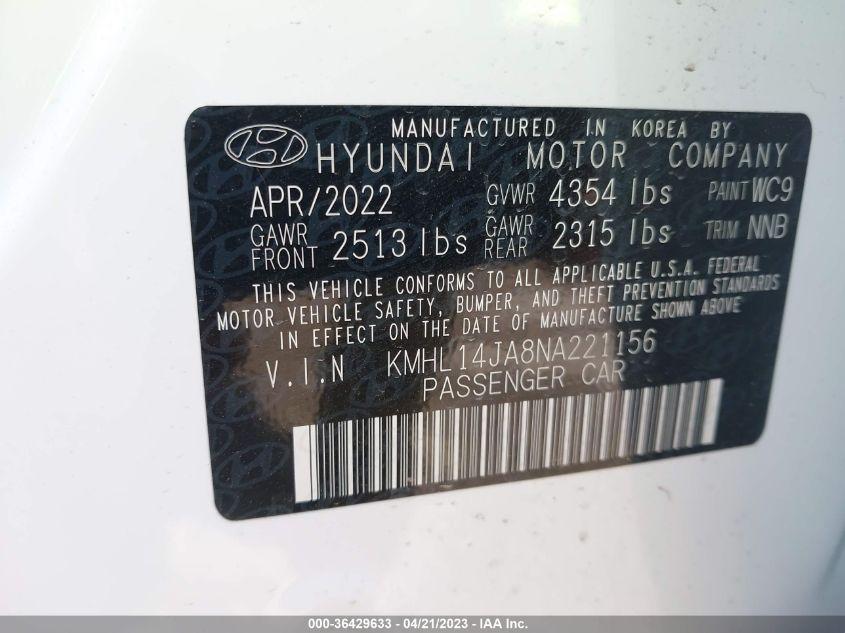 MANUFACTURED IN KOREA BY
HYUNDAI MOTOR COMPANY
APR/2022 GVWR 4354 lbs PAINT WC9
GAWR FRONT 2513 lbs GAWR REAR 2315 lbs TRIM NNB
THIS VEHICLE CONFORMS TO ALL APPLICABLE U.S.A. FEDERAL
MOTOR VEHICLE SAFETY, BUMPER, AND THEFT PREVENTION STANDARDS
IN EFFECT ON THE DATE OF MANUFACTURE SHOWN ABOVE
V.I.N KMHL14JA8NA221156
PASSENGER CAR
000-36429633 - 04/21/2023 - IAA Inc.